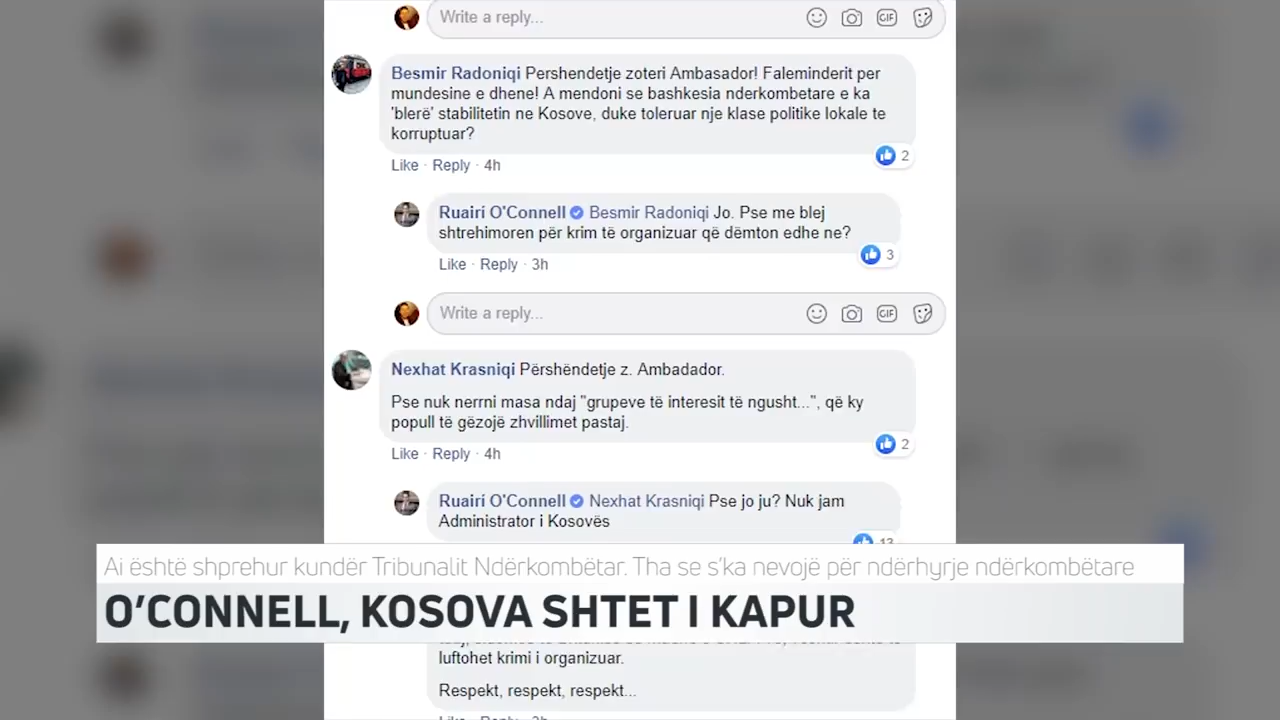 Write a reply...
GIF
Besmir Radoniqi Pershendetje zoteri Ambasador! Faleminderit per
mundesine e dhene! A mendoni se bashkesia nderkombetare e ka
'blerë' stabilitetin ne Kosove, duke toleruar nje klase politike lokale te
korruptuar?
2
Like · Reply · 4h
Ruairí O'Connell Besmir Radoniqi Jo. Pse me blej
shtrehimoren për krim të organizuar që dëmton edhe ne?
3
Like · Reply · 3h
Write a reply...
GIF
Nexhat Krasniqi Përshëndetje z. Ambadador.
Pse nuk nerrni masa ndaj "grupeve të interesit të ngusht...", që ky
popull të gëzojë zhvillimet pastaj.
2
Like · Reply · 4h
Ruairí O'Connell Nexhat Krasniqi Pse jo ju? Nuk jam
Administrator i Kosovës
13
Ai është shprehur kundër Tribunalit Ndërkombëtar. Tha se s'ka nevojë për ndërhyrje ndërkombëtare
O'CONNELL, KOSOVA SHTET I KAPUR
luftohet krimi i organizuar.
Respekt, respekt, respekt...
Like · Reply · 3h